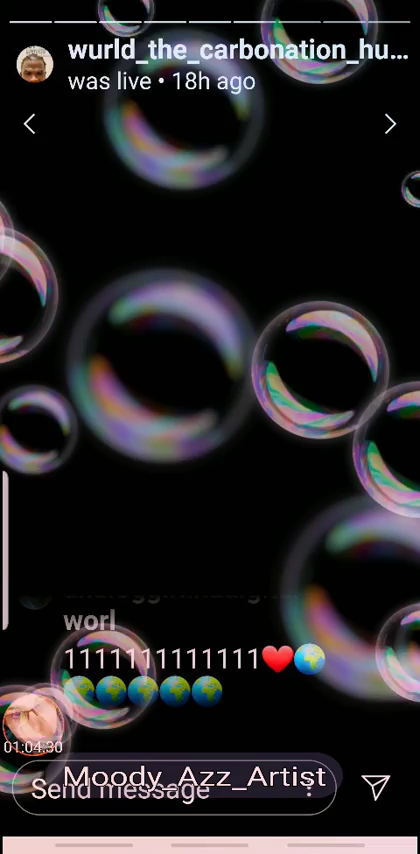 wurld_the_carbonation_hu...
was live • 18h ago
worl
1111111111111❤️🌍
🌍🌍🌍🌍🌍
01:04:30
Moody_Azz_Artist
Send message